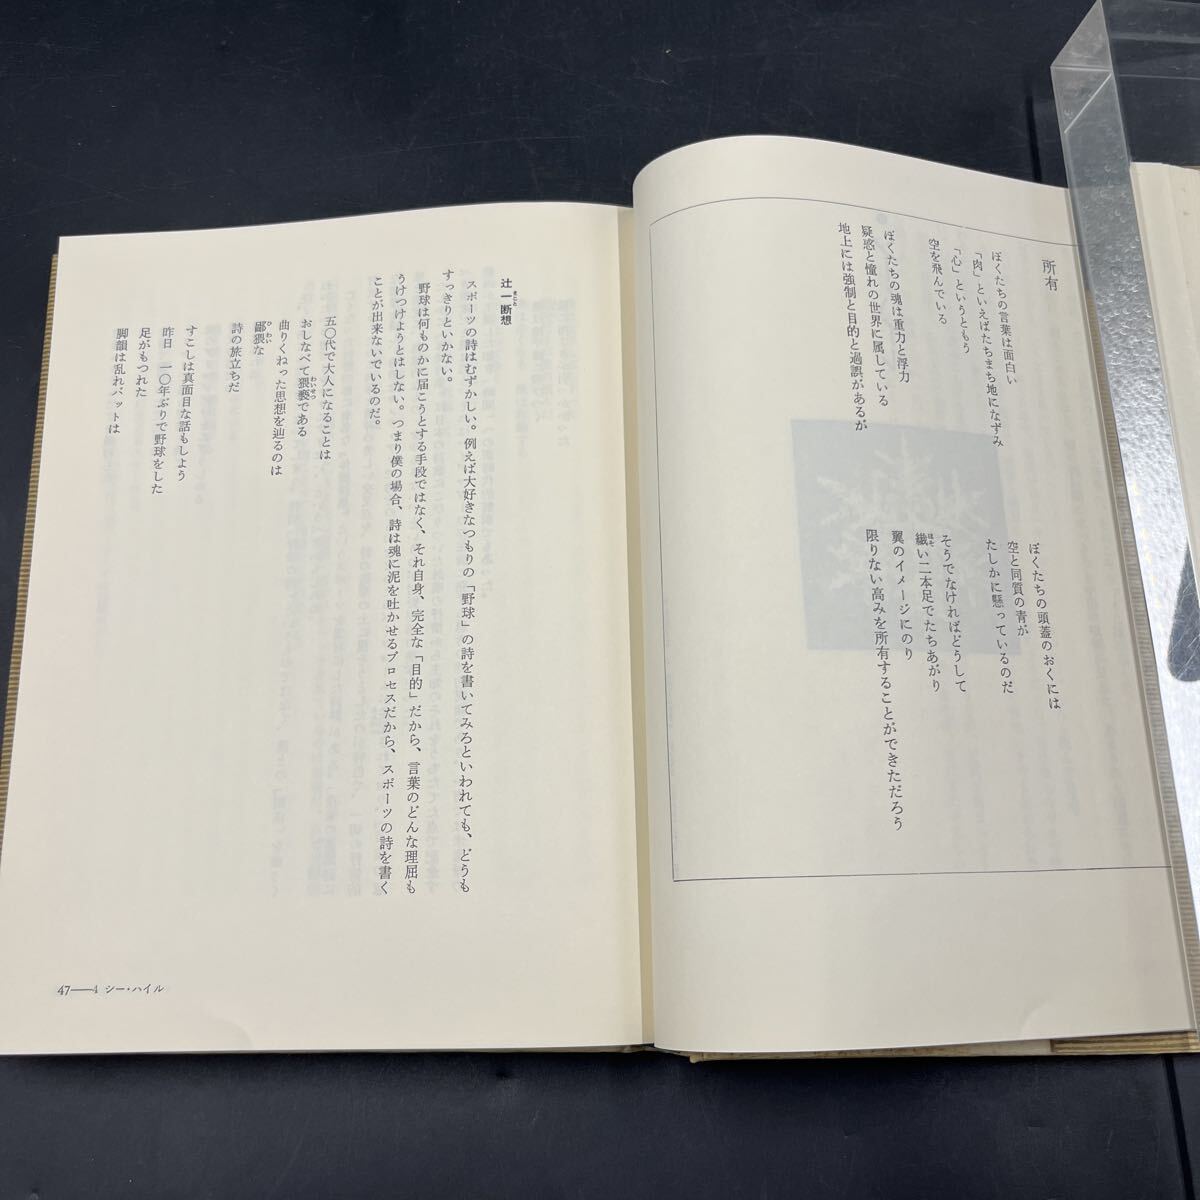 所有
ぼくたちの言葉は面白い
「肉」といえばたちまち地になずみ
「心」というともう
空を飛んでいる
ぼくたちの魂は重力と浮力
疑惑と憧れの世界に属している
地上には強制と目的と過誤があるが
ぼくたちの頭蓋のおくには
空と同質の青が
たしかに懸っているのだ
そうでなければどうして
繊い二本足でたちあがり
翼のイメージにのり
限りない高みを所有することができただろう
辻一断想
スポーツの詩はむずかしい。例えば大好きなつもりの「野球」の詩を書いてみろといわれても、どうも
すっきりといかない。
野球は何ものかに届こうとする手段ではなく、それ自身、完全な「目的」だから、言葉のどんな理屈も
うけつけようとはしない。つまり僕の場合、詩は魂に泥を吐かせるプロセスだから、スポーツの詩を書く
ことが出来ないでいるのだ。
五〇代で大人になることは
おしなべて猥褻である
曲りくねった思想を辿るのは
鄙猥な
詩の旅立ちだ
すこしは真面目な話もしよう
昨日 一〇年ぶりで野球をした
足がもつれた
脚韻は乱れバットは
47―4 シー・ハイル